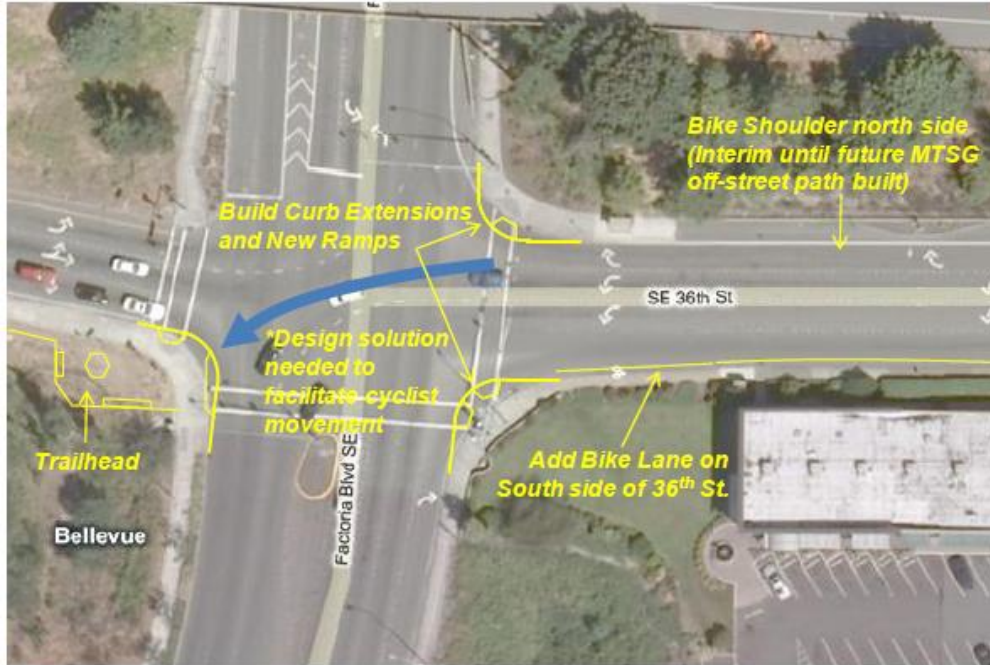 Bike Shoulder north side
(Interim until future MTSG
off-street path built)
Build Curb Extensions
and New Ramps
SE 36th St
*Design solution
needed to
facilitate cyclist
movement
Trailhead
Add Bike Lane on
South side of 36th St.
Factoria Blvd SE
Bellevue